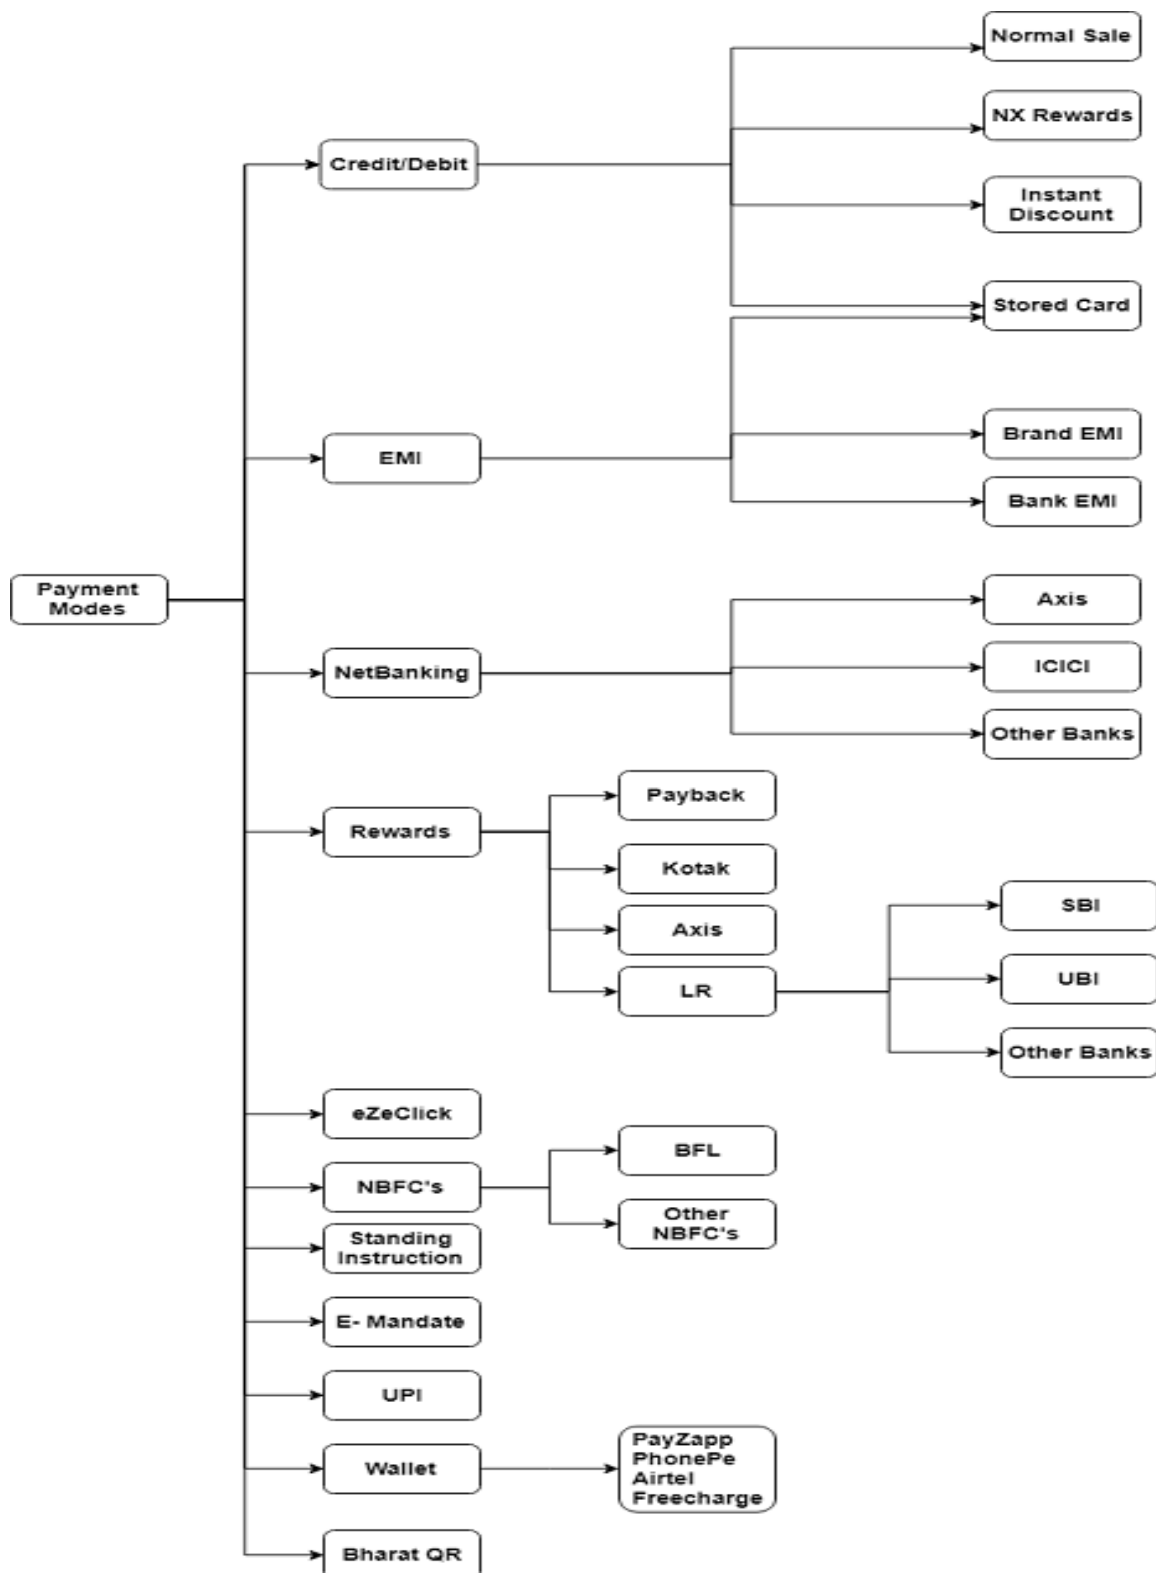 Normal Sale
NX Rewards
Credit/Debit
Instant
Discount
Stored Card
Brand EMI
EMI
Bank EMI
Payment
Modes
Axis
ICICI
NetBanking
Other Banks
Payback
Rewards
Kotak
SBI
Axis
UBI
LR
Other Banks
eZeClick
BFL
NBFC's
Other
NBFC's
Standing
Instruction
E- Mandate
UPI
PayZapp
PhonePe
Wallet
Airtel
Freecharge
Bharat QR